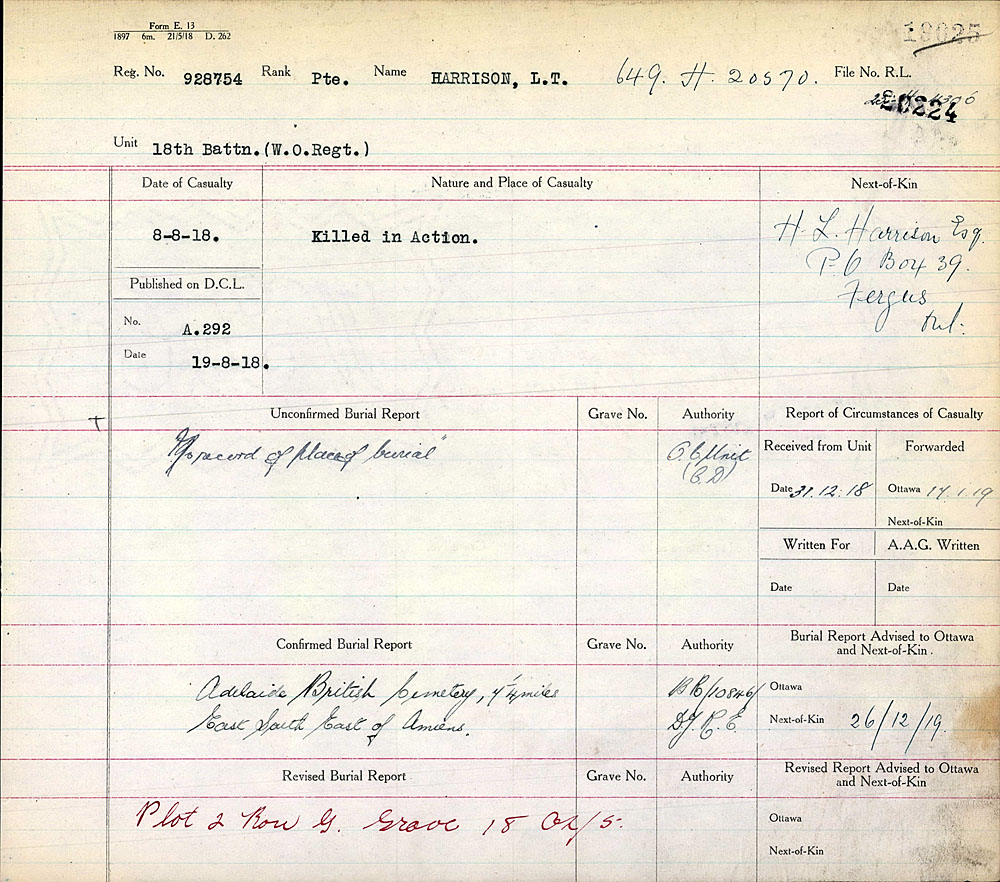 Form E. 13
1897 6m. 21/5/18 D. 262
19025
Reg. No. 928754 Rank Pte. Name HARRISON, L.T. 649. H. 20570. File No. R.L.
20224
Unit 18th Battn.(W.O.Regt.)
Date of Casualty Nature and Place of Casualty Next-of-Kin
8-8-18. Killed in Action.
H L Harrison Esq.
P.O Box 39.
Fergus
Ont.
Published on D.C.L.
No. A.292
Date 19-8-18.
Unconfirmed Burial Report Grave No. Authority Report of Circumstances of Casualty
"No record of place of burial" O.C Unit
(C.D)
Received from Unit Forwarded
Date 31.12.18 Ottawa 17.1.19
Next-of-Kin
Written For A.A.G. Written
Date Date
Confirmed Burial Report Grave No. Authority Burial Report Advised to Ottawa
and Next-of-Kin.
Adelaide British Cemetery, 9¼ miles Ottawa
East South East of Amiens. Next-of-Kin 26/12/19.
Revised Burial Report Grave No. Authority Revised Report Advised to Ottawa
and Next-of-Kin
Plot 2 Row G. Grave 18
Ottawa
Next-of-Kin